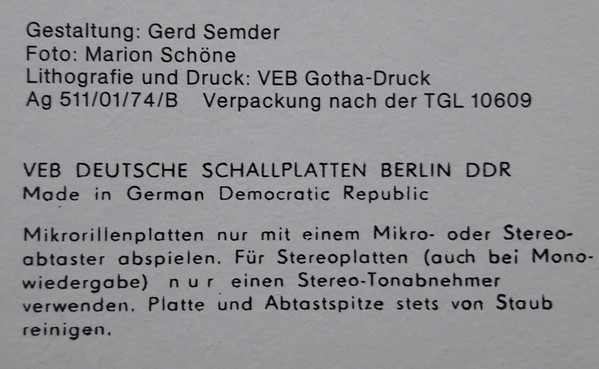 Gestaltung: Gerd Semder
Foto: Marion Schöne
Lithografie und Druck: VEB Gotha-Druck
Ag 511/01/74/B Verpackung nach der TGL 10609
VEB DEUTSCHE SCHALLPLATTEN BERLIN DDR
Made in German Democratic Republic
Mikrorillenplatten nur mit einem Mikro- oder Stereo-
abtaster abspielen. Für Stereoplatten (auch bei Mono-
wiedergabe) n u r einen Stereo-Tonabnehmer
verwenden. Platte und Abtastspitze stets von Staub
reinigen.